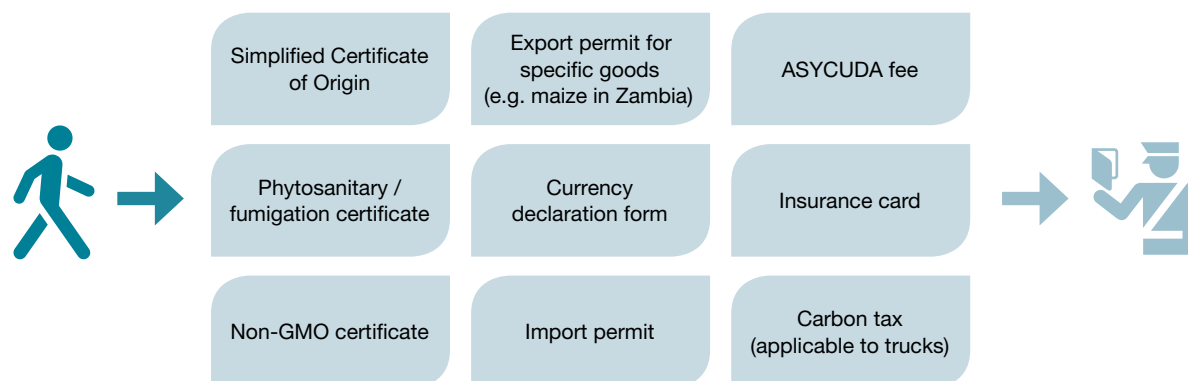 Simplified Certificate
of Origin
Export permit for
specific goods
(e.g. maize in Zambia)
ASYCUDA fee
Phytosanitary /
fumigation certificate
Currency
declaration form
Insurance card
Non-GMO certificate
Import permit
Carbon tax
(applicable to trucks)